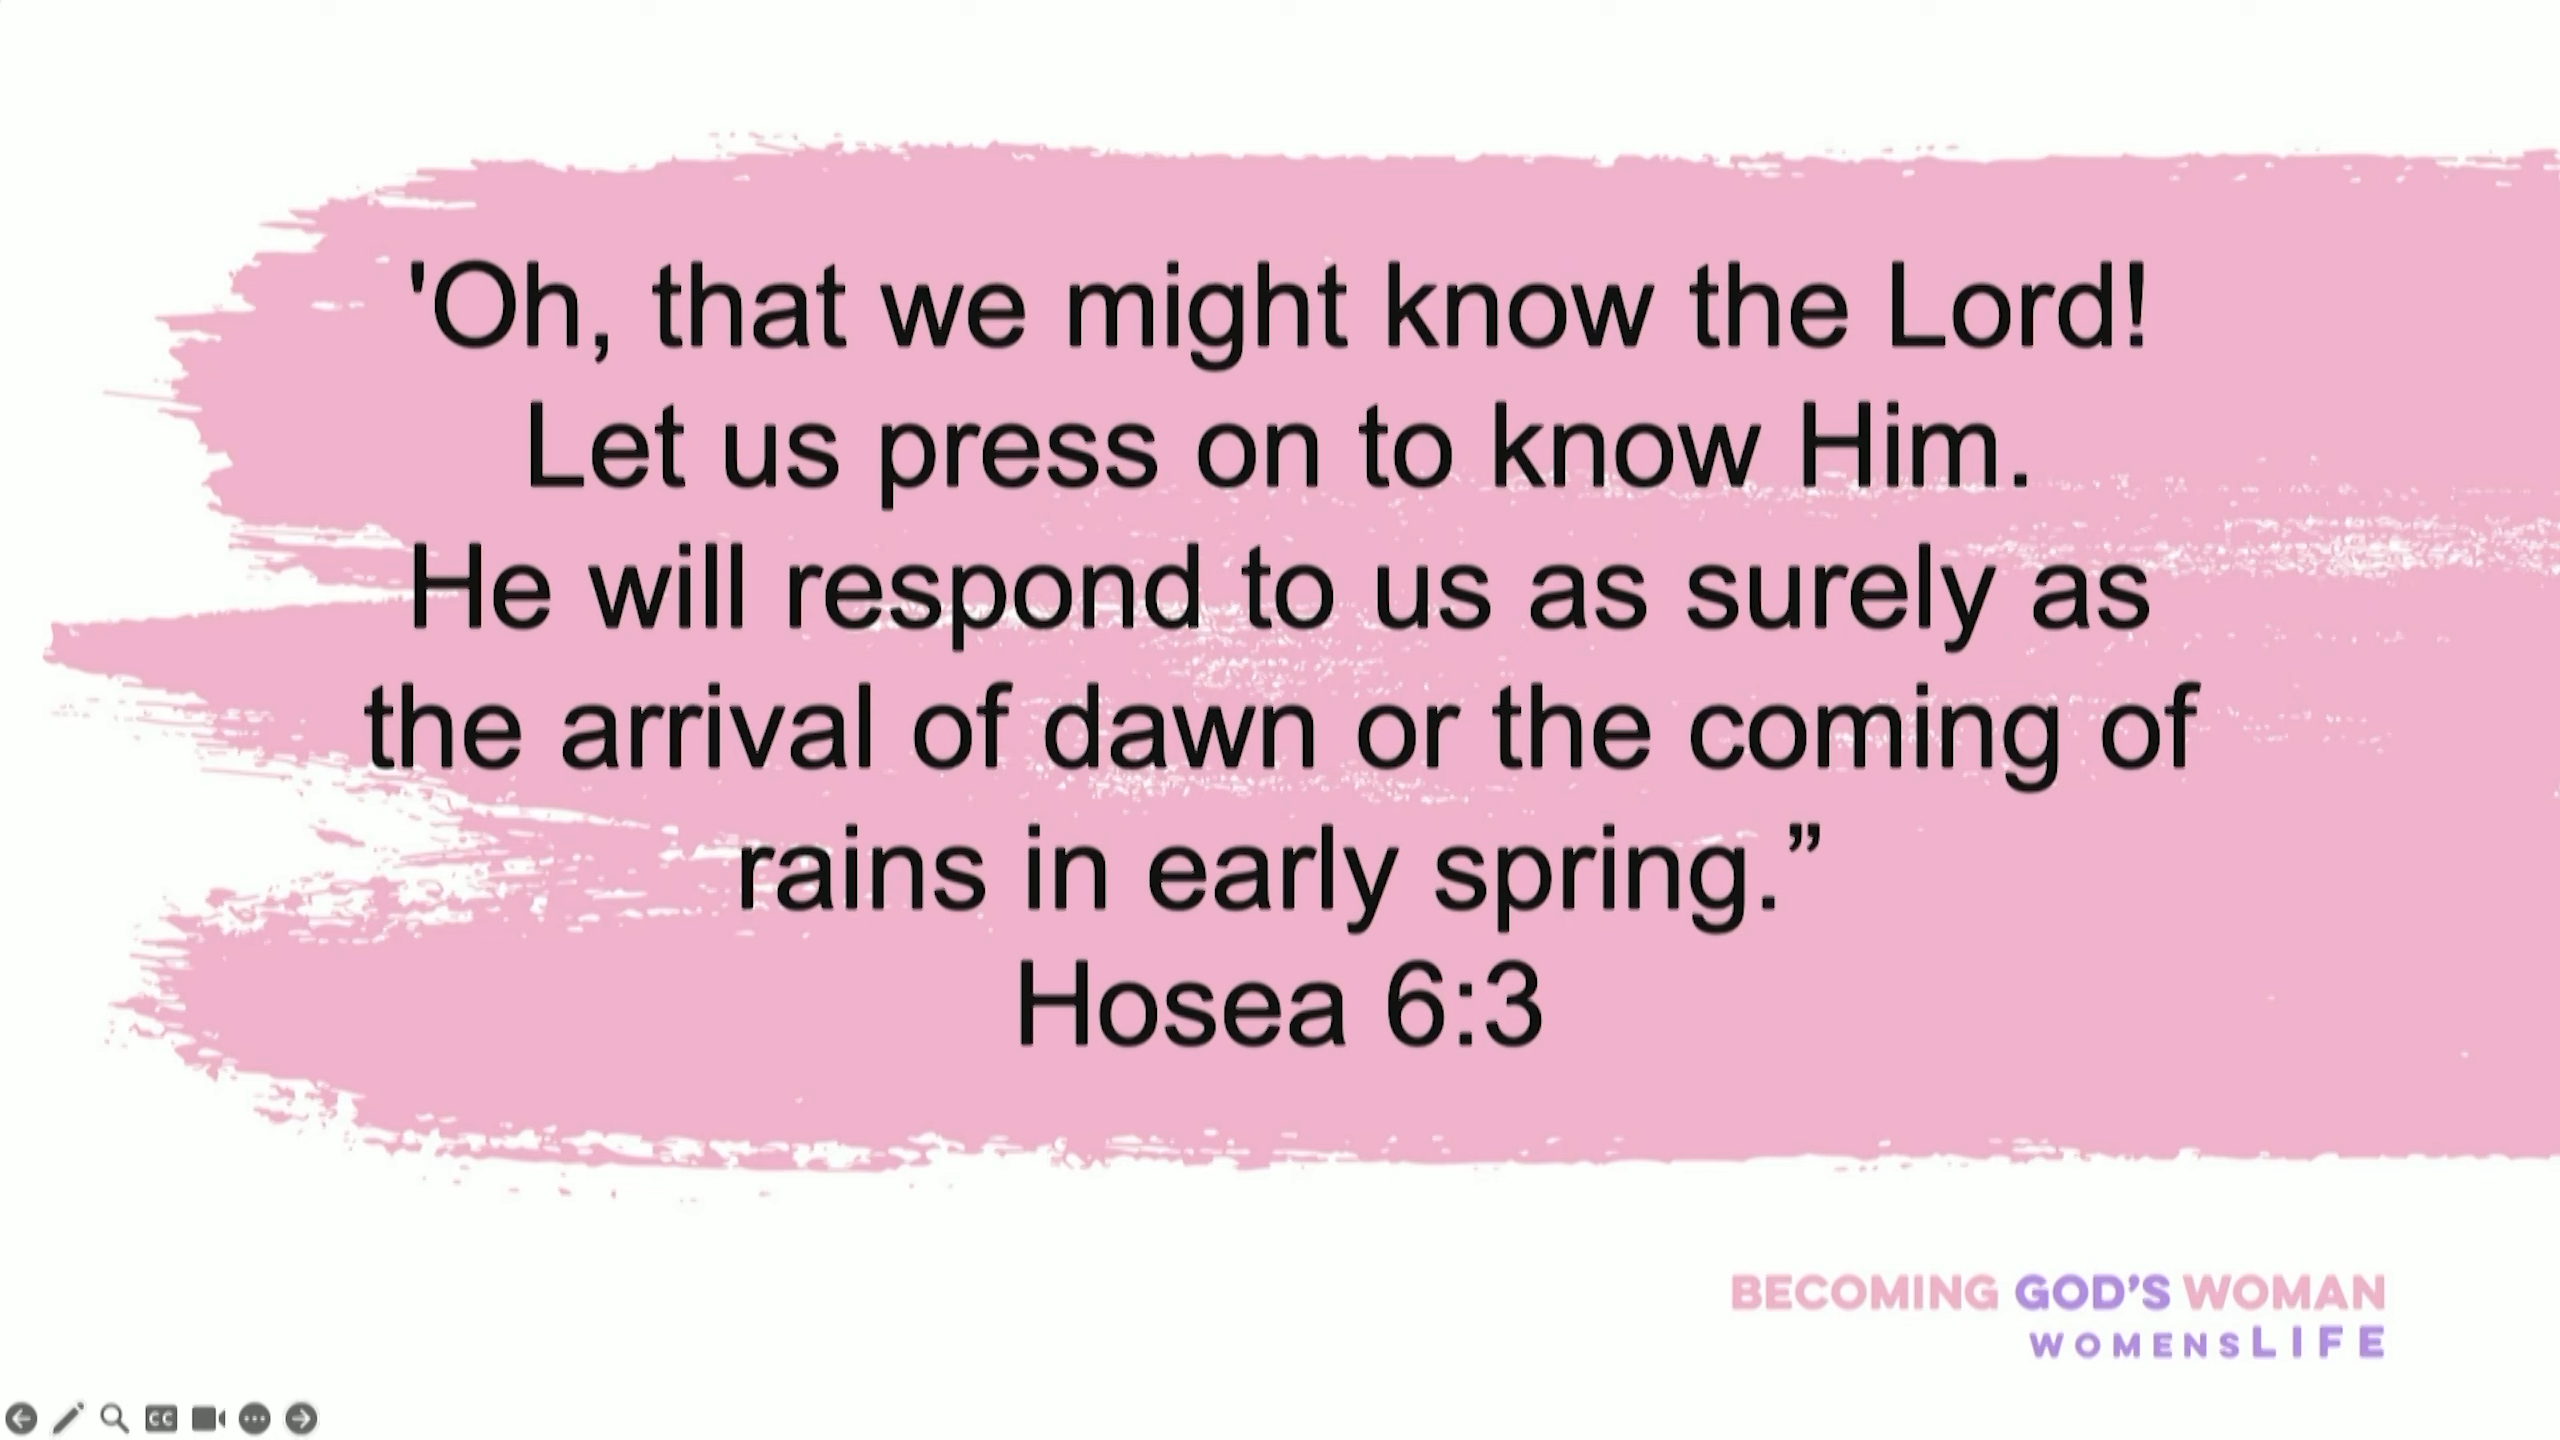 'Oh, that we might know the Lord!
Let us press on to know Him.
He will respond to us as surely as
the arrival of dawn or the coming of
rains in early spring.”
Hosea 6:3
BECOMING GOD’S WOMAN
WOMENSLIFE
CC